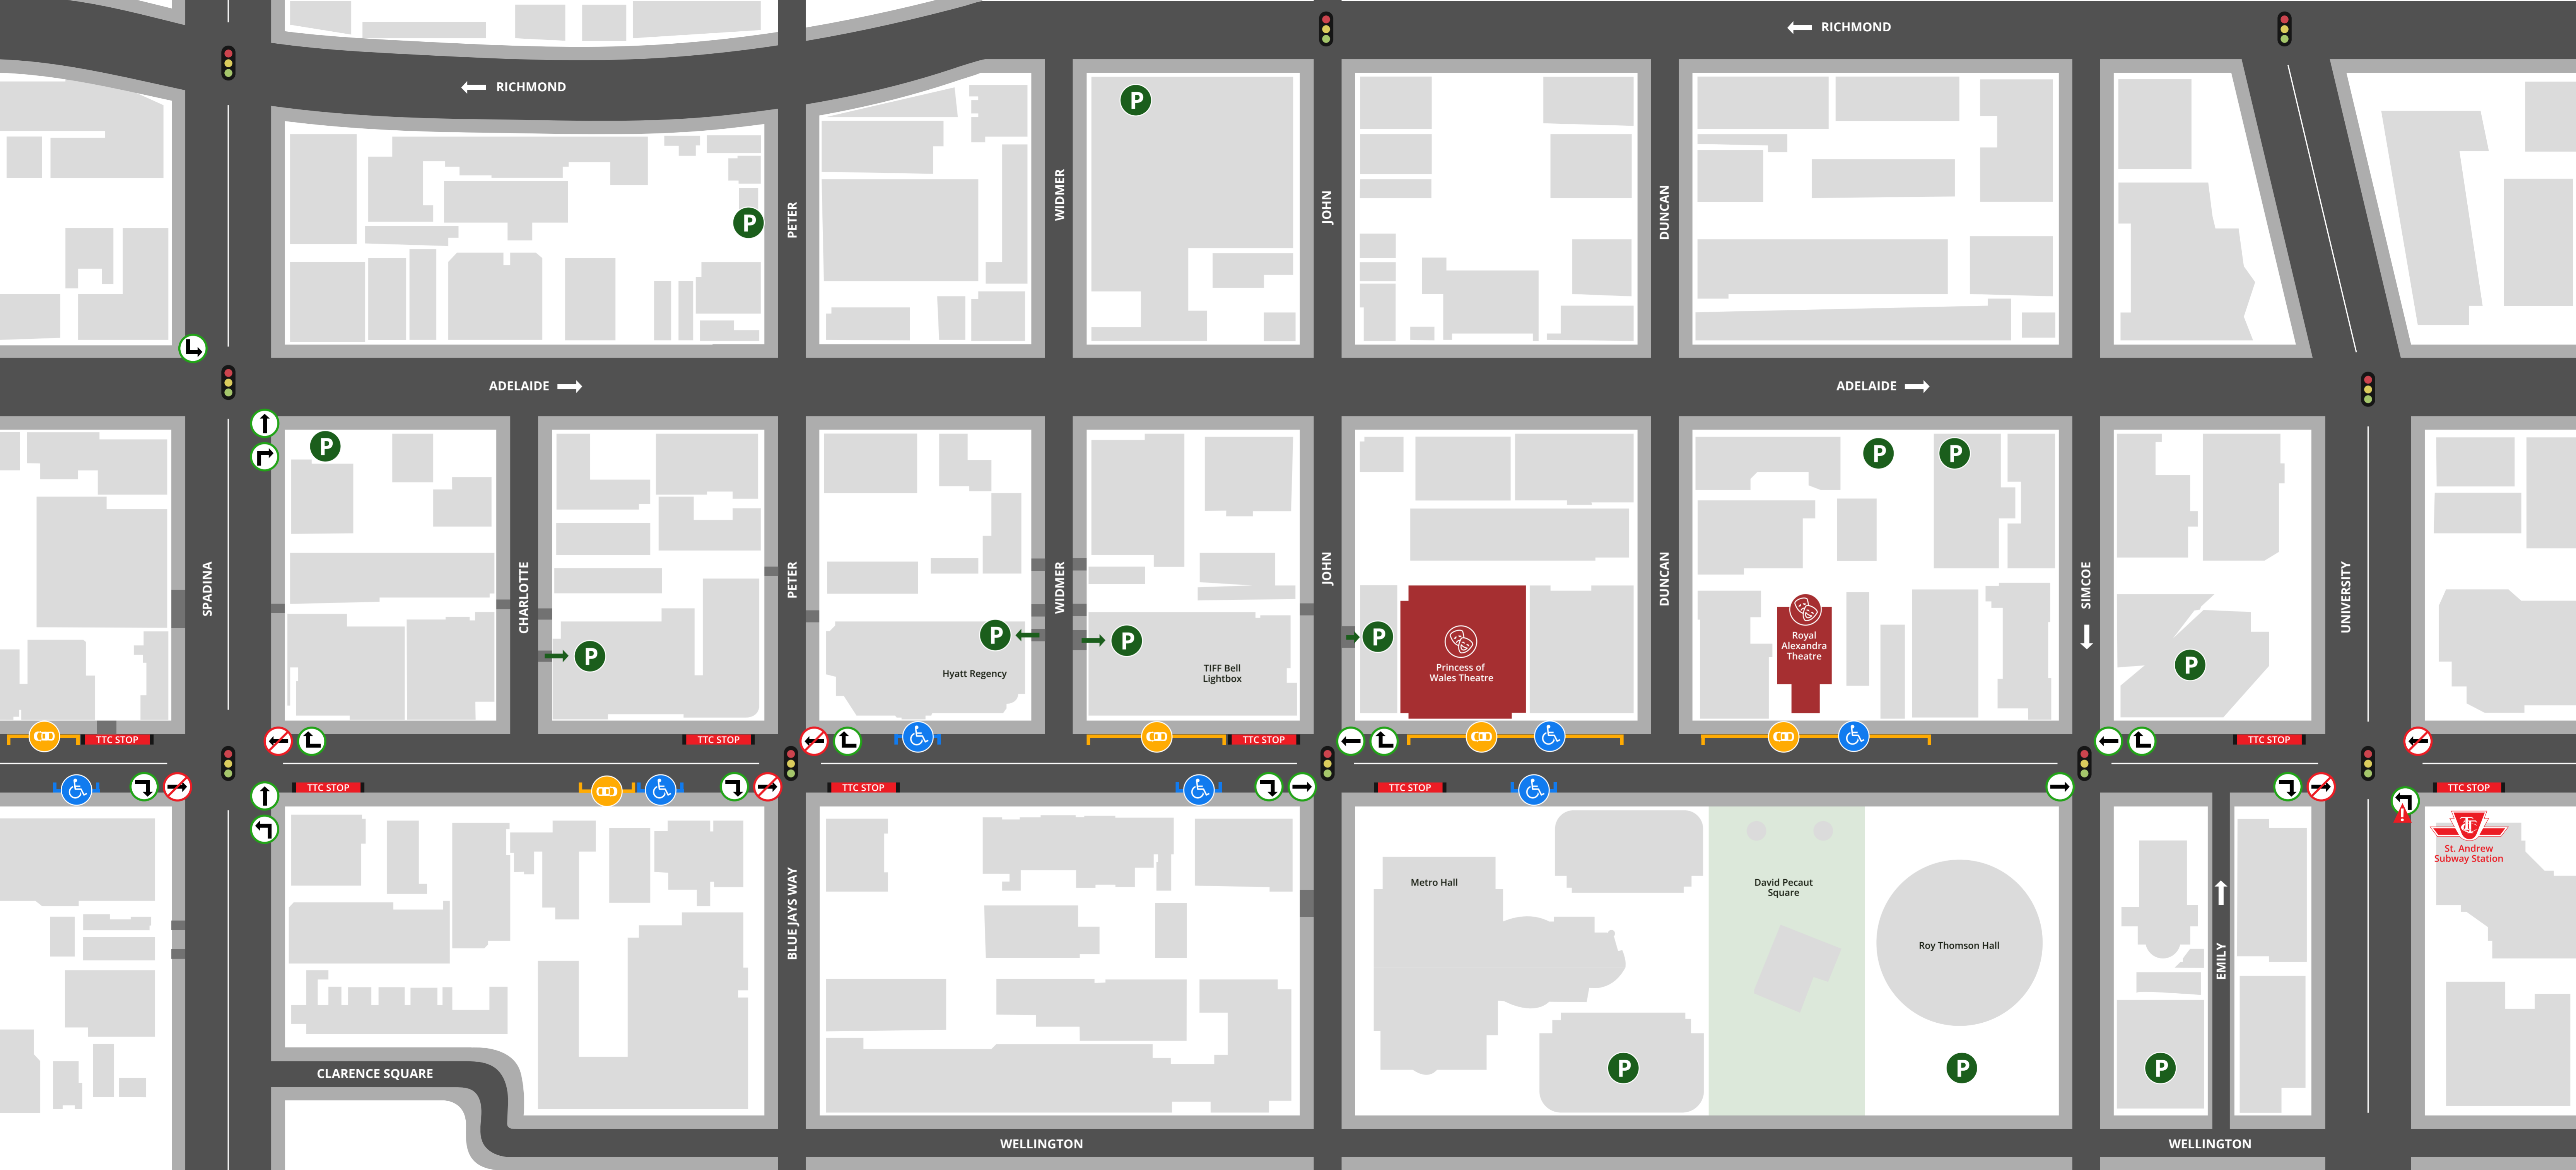 RICHMOND
RICHMOND
P
P
PETER
WIDMER
JOHN
DUNCAN
ADELAIDE
ADELAIDE
P
P
P
SPADINA
CHARLOTTE
PETER
WIDMER
JOHN
DUNCAN
SIMCOE
UNIVERSITY
P
P
P
P
P
Hyatt Regency
TIFF Bell
Lightbox
Princess of
Wales Theatre
Royal
Alexandra
Theatre
TTC STOP
TTC STOP
TTC STOP
TTC STOP
TTC STOP
TTC STOP
TTC STOP
TTC STOP
BLUE JAYS WAY
Metro Hall
David Pecaut
Square
Roy Thomson Hall
EMILY
TTC
St. Andrew
Subway Station
P
P
P
CLARENCE SQUARE
WELLINGTON
WELLINGTON